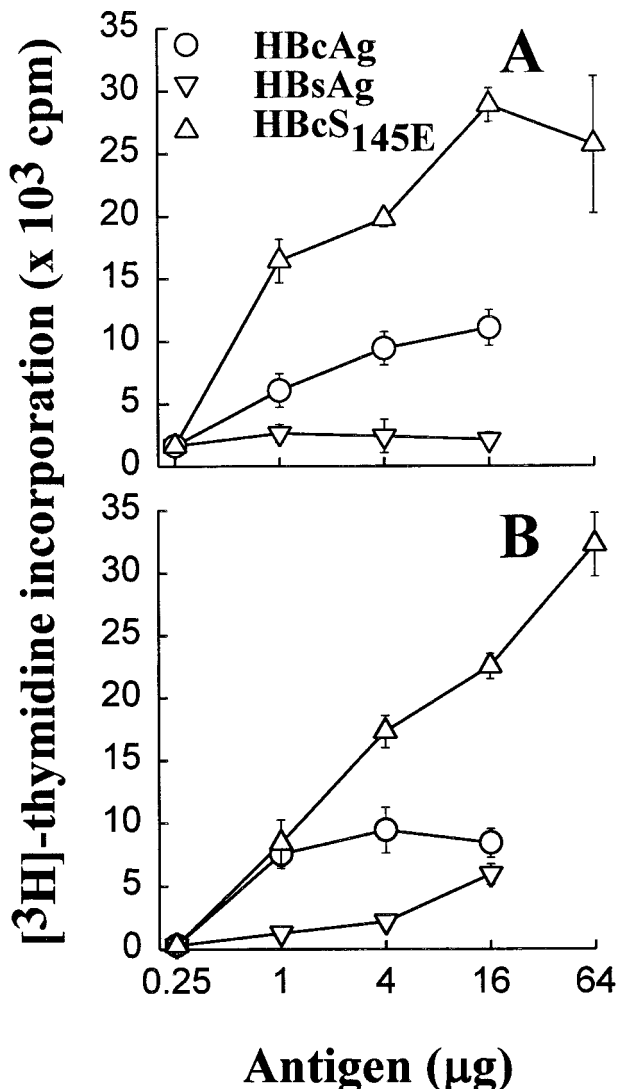 35
30
25
20
15
10
5
0
HBcAg
HBsAg
HBcS145E
A
[3H]-thymidine incorporation (x 103 cpm)
35
30
25
20
15
10
5
0
B
0.25 1 4 16 64
Antigen (μg)